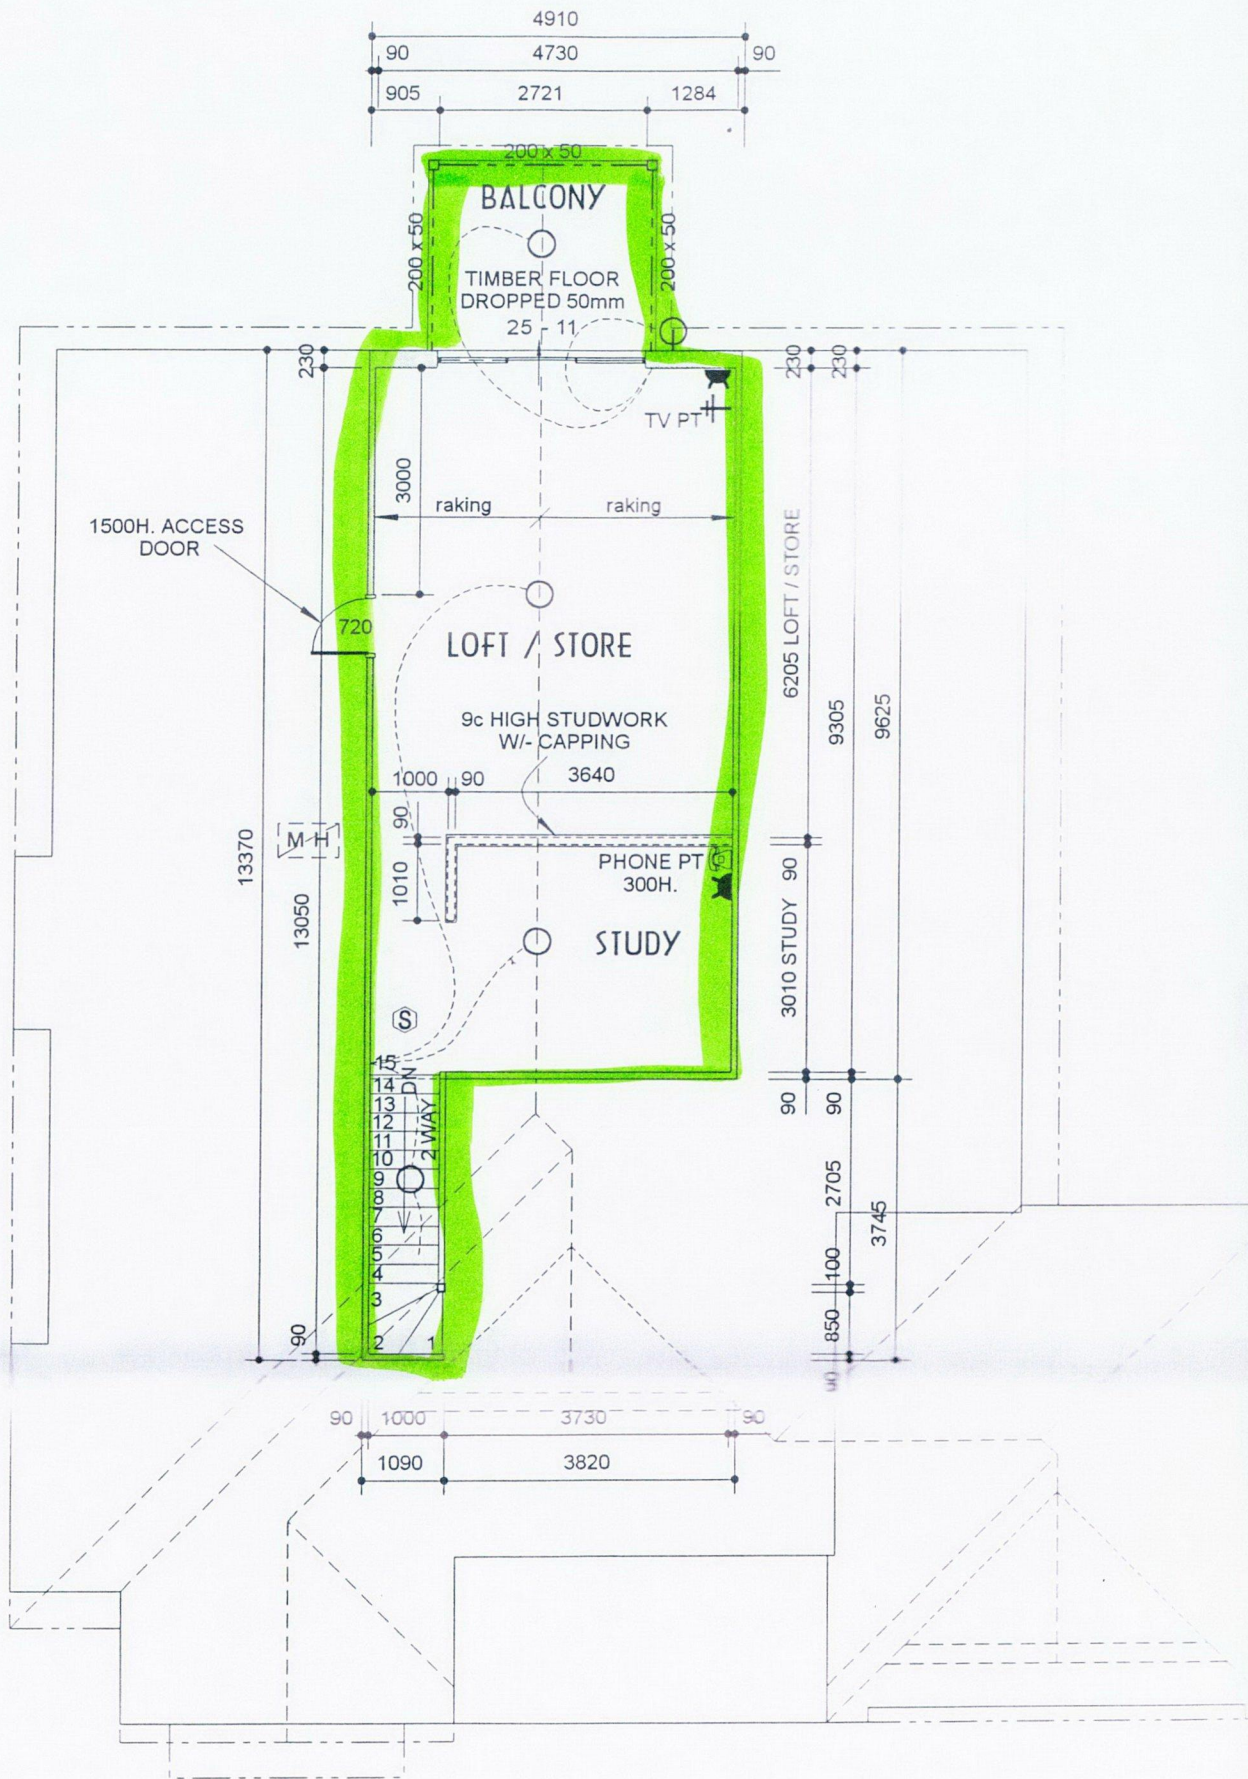 4910
90 4730 90
905 2721 1284
200 x 50
BALCONY
200 x 50
200 x 50
TIMBER FLOOR
DROPPED 50mm
25 - 11
230
230
230
TV PT
3000
raking
raking
1500H. ACCESS
DOOR
6205 LOFT / STORE
720
LOFT / STORE
9305
9625
9c HIGH STUDWORK
W/- CAPPING
1000 90 3640
90
M H
13370
PHONE PT
300H.
90
1010
13050
STUDY
3010 STUDY
S
15
14
13
12
11
10
9
8
7
6
5
4
3
2
1
DN
2 WAY
90
90
2705
3745
100
850
90
90
90 1000 3730 90
1090 3820